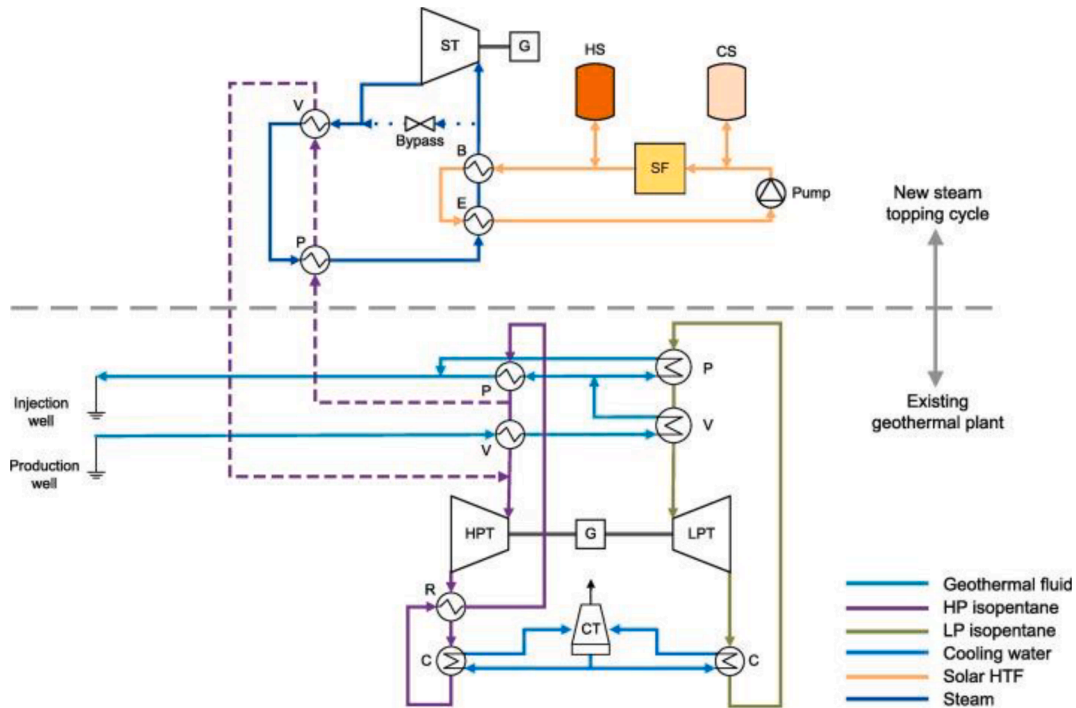 ST
G
HS
CS
V
Bypass
B
SF
E
Pump
P
New steam
topping cycle
P
P
Injection
well
Existing
geothermal plant
V
V
Production
well
HPT
G
LPT
R
CT
C
C
Geothermal fluid
HP isopentane
LP isopentane
Cooling water
Solar HTF
Steam